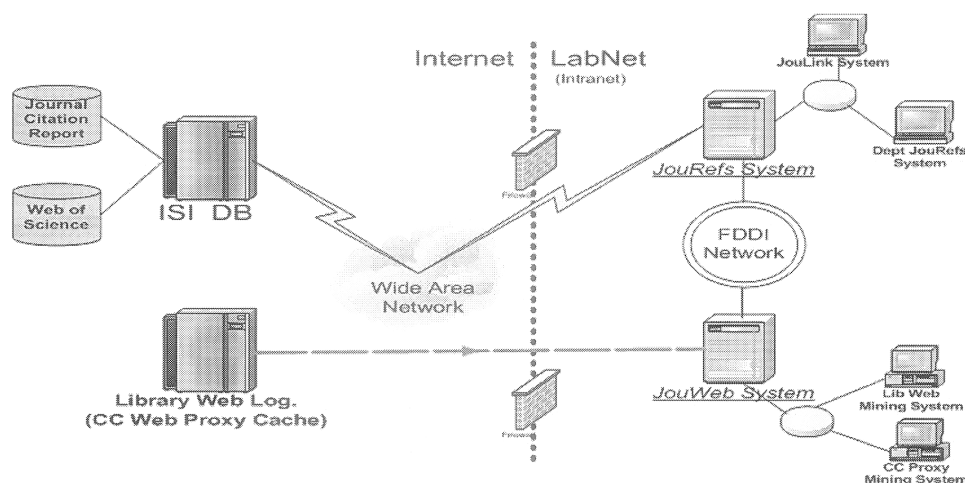 Internet
LabNet
(Intranet)
JouLink System
Journal
Citation
Report
Dept JouRefs
System
JouRefs System
Firewall
Web of
Science
ISI DB
FDDI
Network
Wide Area
Network
Library Web Log.
(CC Web Proxy Cache)
JouWeb System
Firewall
Lib Web
Mining System
CC Proxy
Mining System